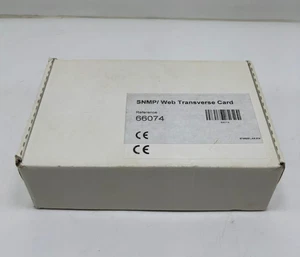 SNMP/ Web Transverse Card
Reference
66074
CE
CE